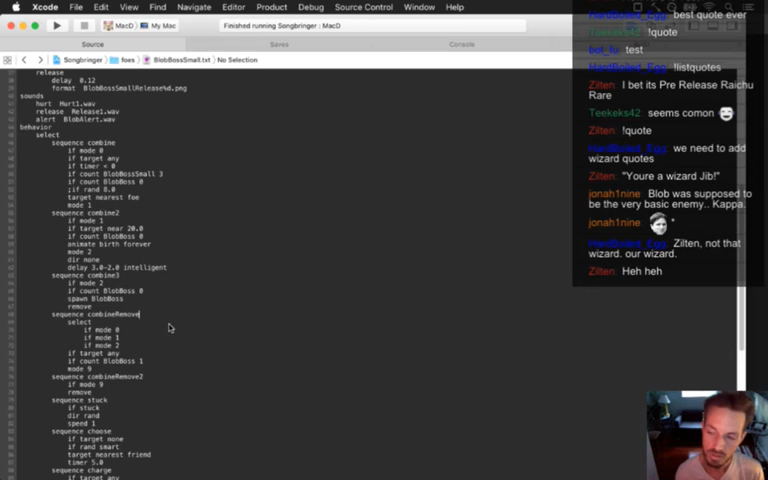 Xcode File Edit View Find Navigate Editor Product Debug Source Control Window
MacD My Mac
Finished running Songbringer : MacD
Source
Saves
Console
Songbringer foes BlobBossSmall.txt No Selection
release
delay 0.12
format BlobBossSmallRelease%d.png
sounds
hurt Hurt1.wav
release Release1.wav
alert BlobAlert.wav
behavior
select
sequence combine
if mode 0
if target any
if timer < 0
if count BlobBossSmall 3
if count BlobBoss 0
;if rand 8.0
target nearest foe
mode 1
sequence combine2
if mode 1
if target near 20.0
if count BlobBoss 0
animate birth forever
mode 2
dir none
delay 3.0-2.0 intelligent
sequence combine3
if mode 2
if count BlobBoss 0
spawn BlobBoss
remove
sequence combineRemove
select
if mode 0
if mode 1
if mode 2
if target any
if count BlobBoss 1
mode 9
sequence combineRemove2
if mode 9
remove
sequence stuck
if stuck
dir rand
speed 1
sequence choose
if target none
if rand smart
target nearest friend
timer 5.0
sequence charge
if target any
HardBoiled_Egg: best quote ever
Teekeks42: !quote
bot_fu: test
HardBoiled_Egg: !listquotes
Zilten: I bet its Pre Release Raichu
Rare
Teekeks42: seems comon
Zilten: !quote
HardBoiled_Egg: we need to add
wizard quotes
Zilten: "Youre a wizard Jib!"
jonah1nine: Blob was supposed to
be the very basic enemy.. Kappa.
jonah1nine: *
HardBoiled_Egg: Zilten, not that
wizard. our wizard.
Zilten: Heh heh